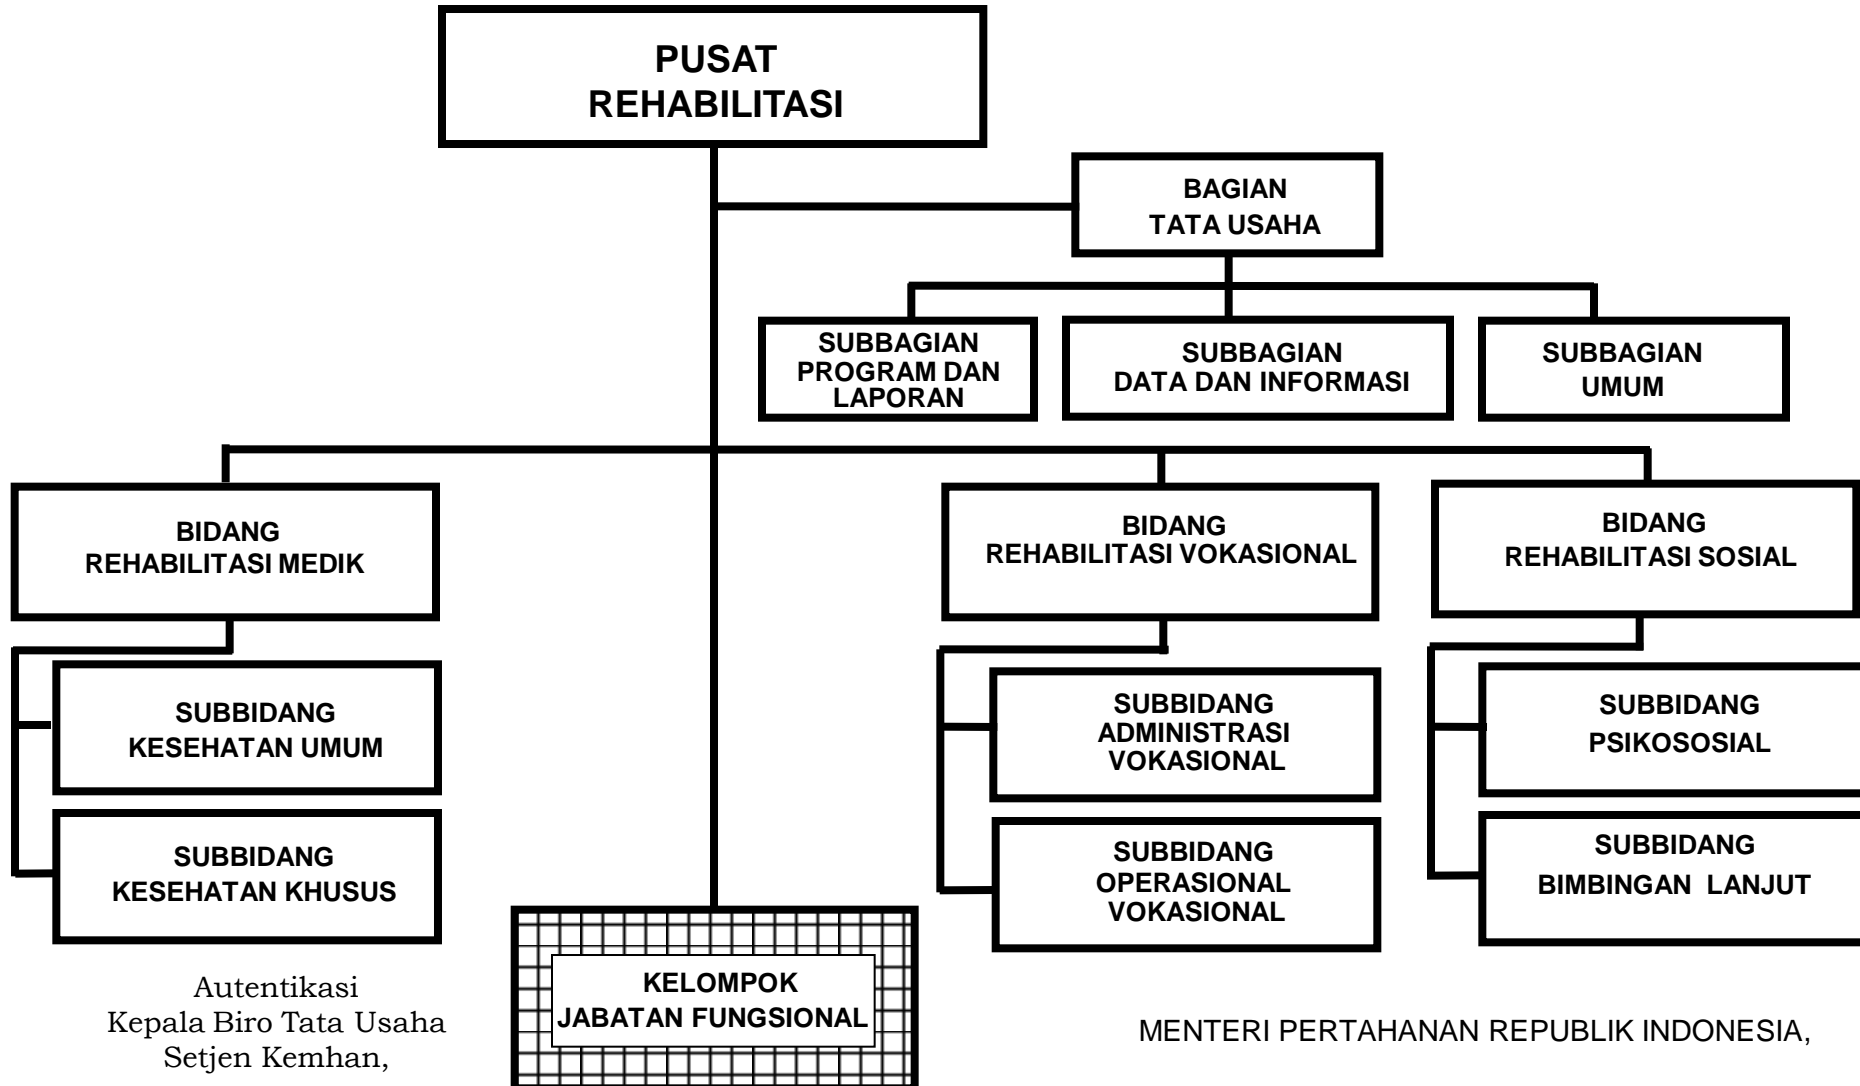 PUSAT
REHABILITASI
BAGIAN
TATA USAHA
SUBBAGIAN
PROGRAM DAN
LAPORAN
SUBBAGIAN
DATA DAN INFORMASI
SUBBAGIAN
UMUM
BIDANG
REHABILITASI MEDIK
BIDANG
REHABILITASI VOKASIONAL
BIDANG
REHABILITASI SOSIAL
SUBBIDANG
KESEHATAN UMUM
SUBBIDANG
ADMINISTRASI
VOKASIONAL
SUBBIDANG
PSIKOSOSIAL
SUBBIDANG
KESEHATAN KHUSUS
SUBBIDANG
OPERASIONAL
VOKASIONAL
SUBBIDANG
BIMBINGAN LANJUT
KELOMPOK
JABATAN FUNGSIONAL
Autentikasi
Kepala Biro Tata Usaha
Setjen Kemhan,
MENTERI PERTAHANAN REPUBLIK INDONESIA,